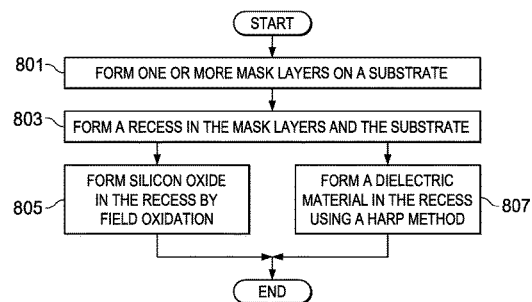 START
801
FORM ONE OR MORE MASK LAYERS ON A SUBSTRATE
803
FORM A RECESS IN THE MASK LAYERS AND THE SUBSTRATE
805
FORM SILICON OXIDE
IN THE RECESS BY
FIELD OXIDATION
FORM A DIELECTRIC
MATERIAL IN THE RECESS
USING A HARP METHOD
807
END